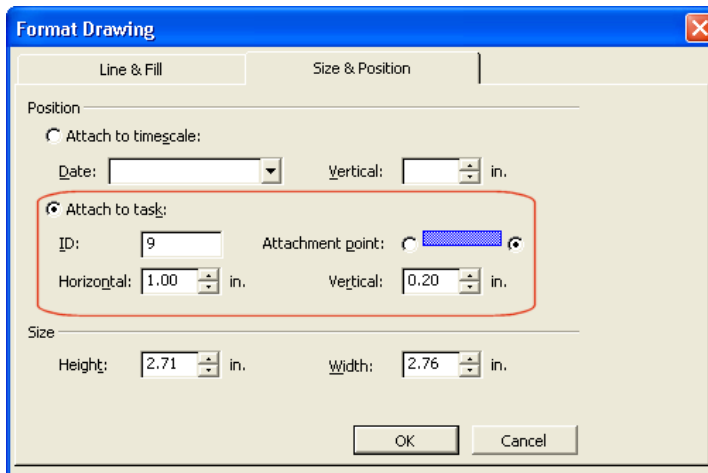 Format Drawing
Line & Fill Size & Position
Position
Attach to timescale:
Date: Vertical: in.
Attach to task:
ID: 9 Attachment point:
Horizontal: 1.00 in. Vertical: 0.20 in.
Size
Height: 2.71 in. Width: 2.76 in.
OK Cancel